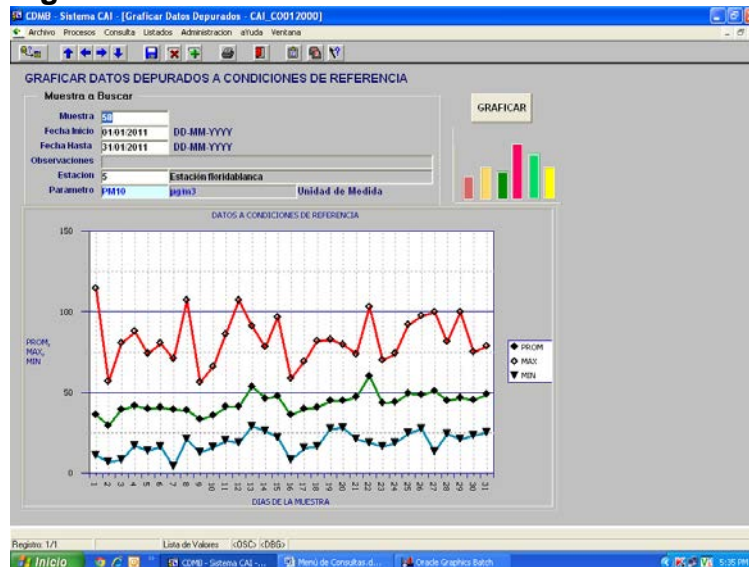 CDMB - Sistema CAI - [Graficar Datos Depurados - CAI_CO012000]
Archivo Procesos Consulta Listados Administracion aYuda Ventana
GRAFICAR DATOS DEPURADOS A CONDICIONES DE REFERENCIA
Muestra a Buscar
GRAFICAR
Muestra 58
Fecha Inicio 01-01-2011 DD-MM-YYYY
Fecha Hasta 31-01-2011 DD-MM-YYYY
Observaciones
Estacion 5 Estación floridablanca
Parametro PM10 µg/m3 Unidad de Medida
DATOS A CONDICIONES DE REFERENCIA
150
100
50
0
PROM,
MAX,
MIN
PROM
MAX
MIN
1 2 3 4 5 6 7 8 9 10 11 12 13 14 15 16 17 18 19 20 21 22 23 24 25 26 27 28 29 30 31
DIAS DE LA MUESTRA
Registro: 1/1 Lista de Valores <OSC> <DBG>
Inicio CDMB - Sistema CAI -... Menú de Consultas.d... Oracle Graphics Batch 5:35 PM